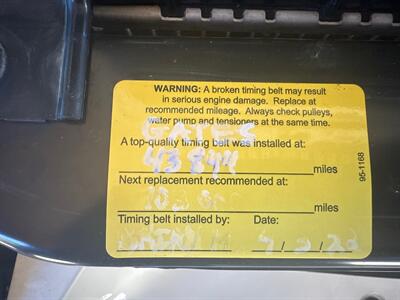 WARNING: A broken timing belt may result
in serious engine damage. Replace at
recommended mileage. Always check pulleys,
water pump and tensioners at the same time.
GATES
A top-quality timing belt was installed at:
miles
Next replacement recommended at:
miles
Timing belt installed by: Date:
95-1168